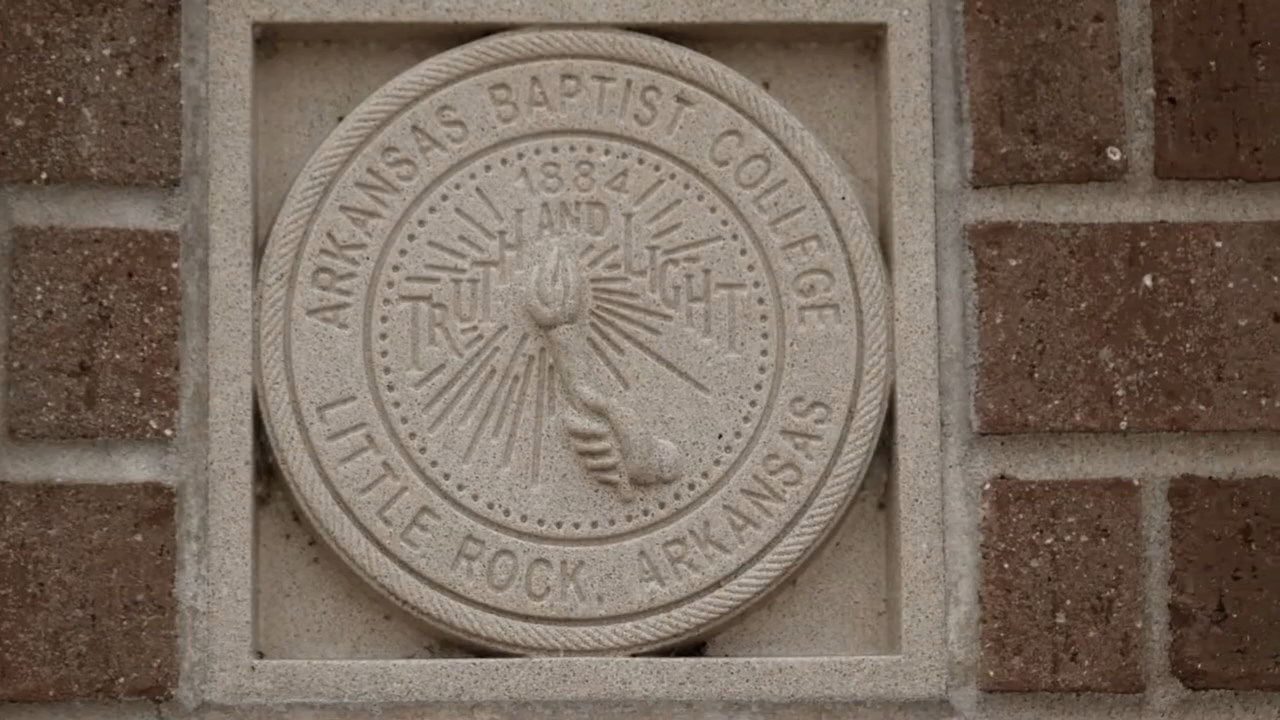 ARKANSAS BAPTIST COLLEGE
1884
TRUTH AND LIGHT
LITTLE ROCK, ARKANSAS